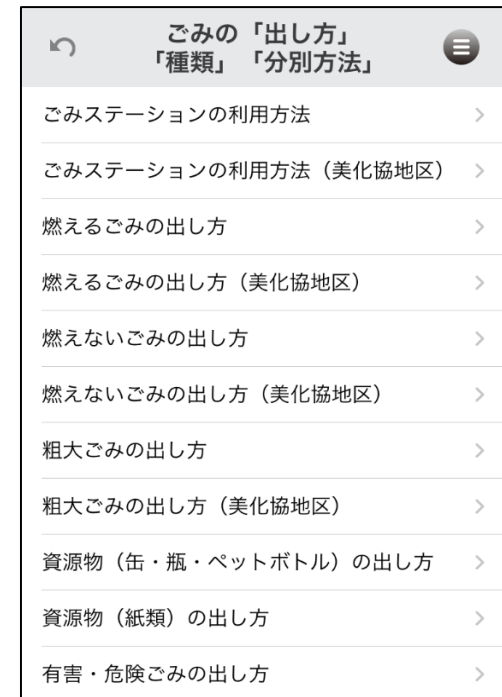 ごみの「出し方」
「種類」「分別方法」
ごみステーションの利用方法
ごみステーションの利用方法（美化協地区）
燃えるごみの出し方
燃えるごみの出し方（美化協地区）
燃えないごみの出し方
燃えないごみの出し方（美化協地区）
粗大ごみの出し方
粗大ごみの出し方（美化協地区）
資源物（缶・瓶・ペットボトル）の出し方
資源物（紙類）の出し方
有害・危険ごみの出し方